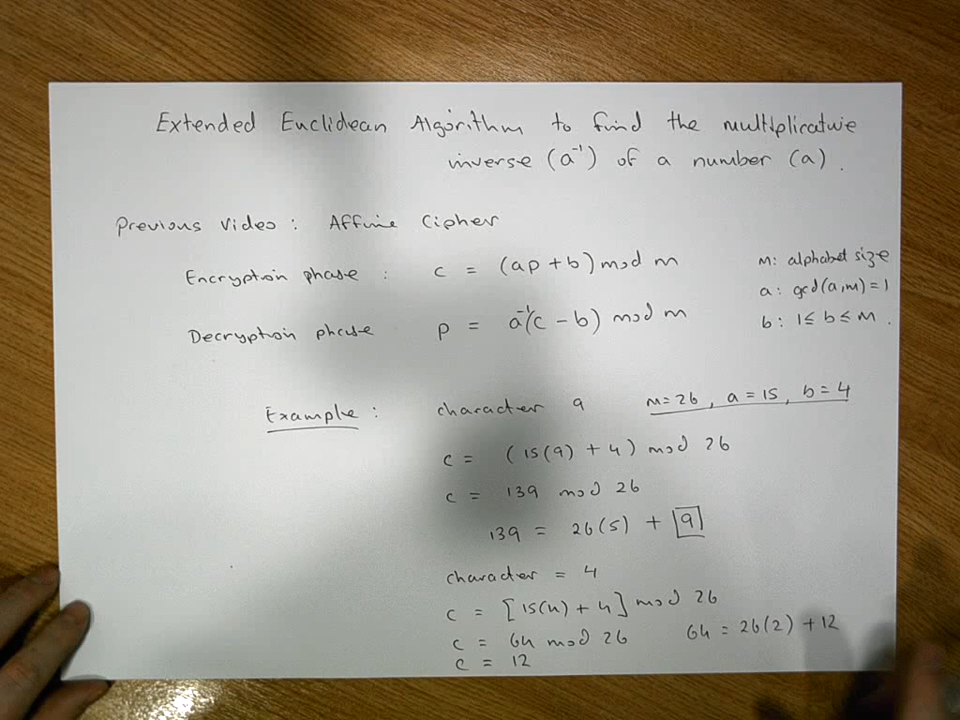 Extended Euclidean Algorithm to find the multiplicative
inverse (a⁻¹) of a number (a).
Previous Video: Affine Cipher
Encryption phase : c = (ap + b) mod m
m: alphabet size
a: gcd(a,m)=1
Decryption phase p = a⁻¹(c - b) mod m
b: 1≤ b ≤ m.
Example: character 9 m=26, a=15, b=4
c = (15(9) + 4) mod 26
c = 139 mod 26
139 = 26(5) + 9
character = 4
c = [15(4) + 4] mod 26
c = 64 mod 26 64 = 26(2) + 12
c = 12